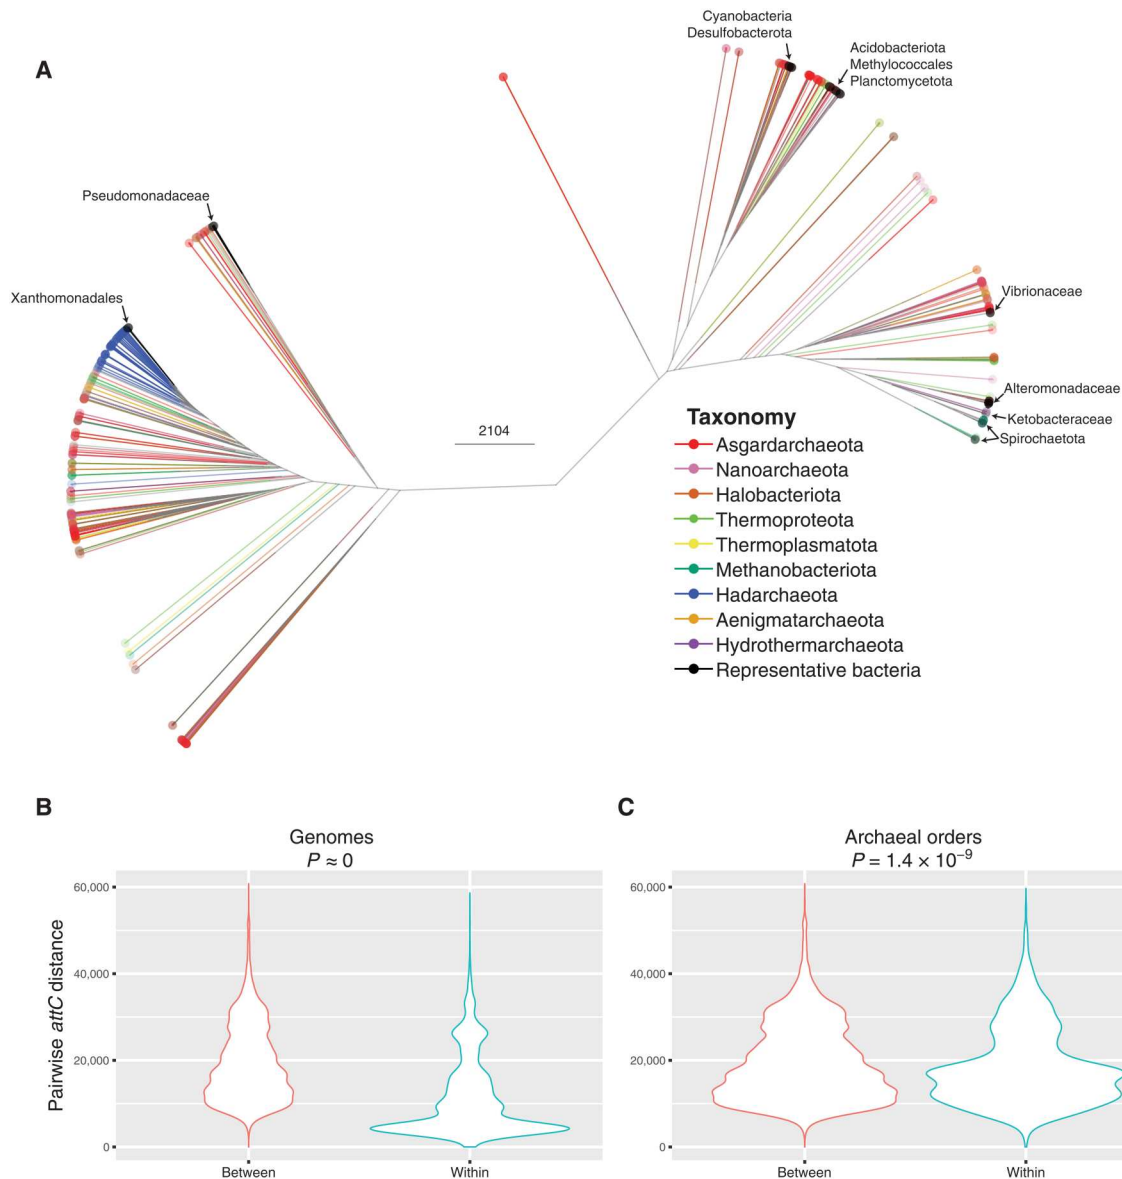 A
Cyanobacteria
Desulfobacterota
Acidobacteriota
Methylococcales
Planctomycetota
Pseudomonadaceae
Xanthomonadales
Vibrionaceae
Alteromonadaceae
Ketobacteraceae
Spirochaetota
2104
Taxonomy
Asgardarchaeota
Nanoarchaeota
Halobacteriota
Thermoproteota
Thermoplasmatota
Methanobacteriota
Hadarchaeota
Aenigmatarchaeota
Hydrothermarchaeota
Representative bacteria
B
Genomes
P ≈ 0
Pairwise attC distance
60,000
40,000
20,000
0
Between
Within
C
Archaeal orders
P = 1.4 × 10⁻⁹
60,000
40,000
20,000
0
Between
Within